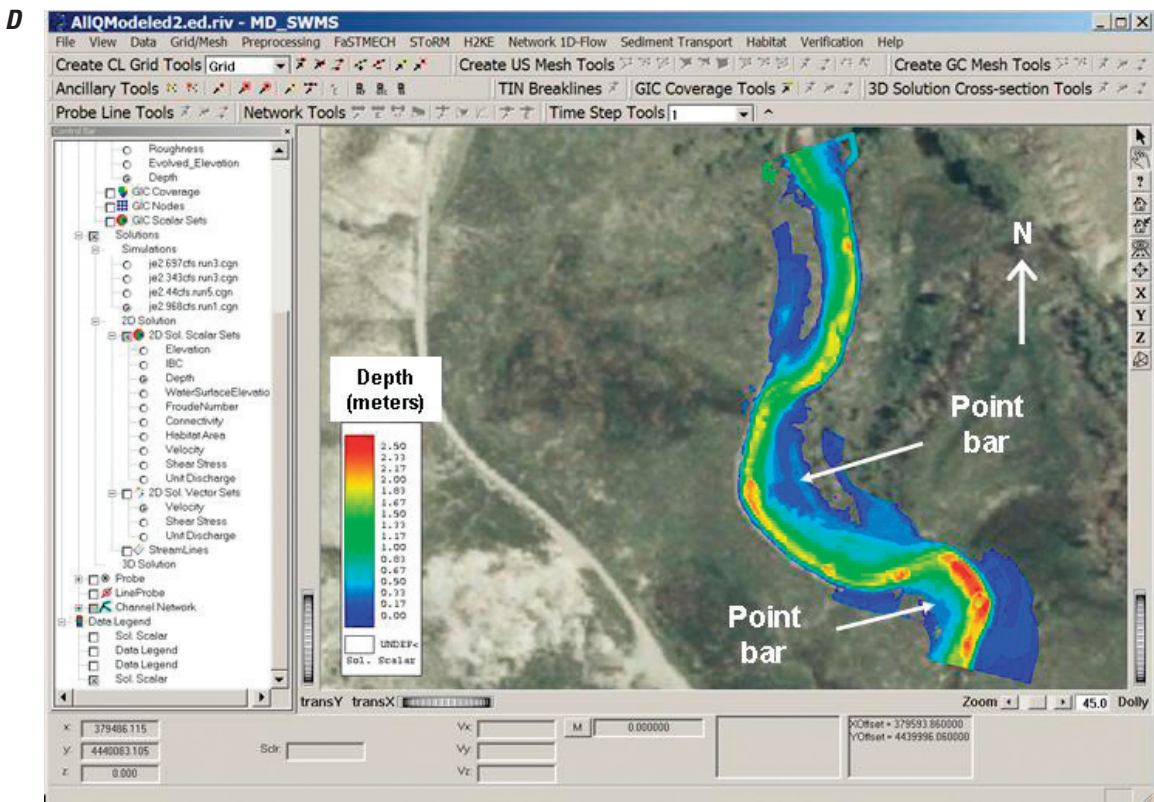 D
AllQModeled2.ed.riv - MD_SWMS
File View Data Grid/Mesh Preprocessing FaSTMECH SToRM H2KE Network 1D-Flow Sediment Transport Habitat Verification Help
Create CL Grid Tools Grid Create US Mesh Tools Create GC Mesh Tools
Ancillary Tools TIN Breaklines GIC Coverage Tools 3D Solution Cross-section Tools
Probe Line Tools Network Tools Time Step Tools 1
Control Bar
Roughness
Evolved_Elevation
Depth
GIC Coverage
GIC Nodes
GIC Scalar Sets
Solutions
Simulations
je2.697cfs.run3.cgn
je2.343cfs.run3.cgn
je2.44cfs.run5.cgn
je2.968cfs.run1.cgn
2D Solution
2D Sol. Scalar Sets
Elevation
IBC
Depth
WaterSurfaceElevatio
FroudeNumber
Connectivity
Habitat Area
Velocity
Shear Stress
Unit Discharge
2D Sol. Vector Sets
Velocity
Shear Stress
Unit Discharge
StreamLines
3D Solution
Probe
LineProbe
Channel Network
Data Legend
Sol. Scalar
Data Legend
Data Legend
Sol. Scalar
Depth
(meters)
2.50
2.33
2.17
2.00
1.83
1.67
1.50
1.33
1.17
1.00
0.83
0.67
0.50
0.33
0.17
0.00
UNDEF<
Sol. Scalar
N
Point
bar
Point
bar
?
X
Y
Z
transY transX
Zoom 45.0 Dolly
x: 379486.115
y: 4440083.105
z: 0.000
Sclr:
Vx:
Vy:
Vz:
M 0.000000
XOffset = 379593.860000
YOffset = 4439996.060000